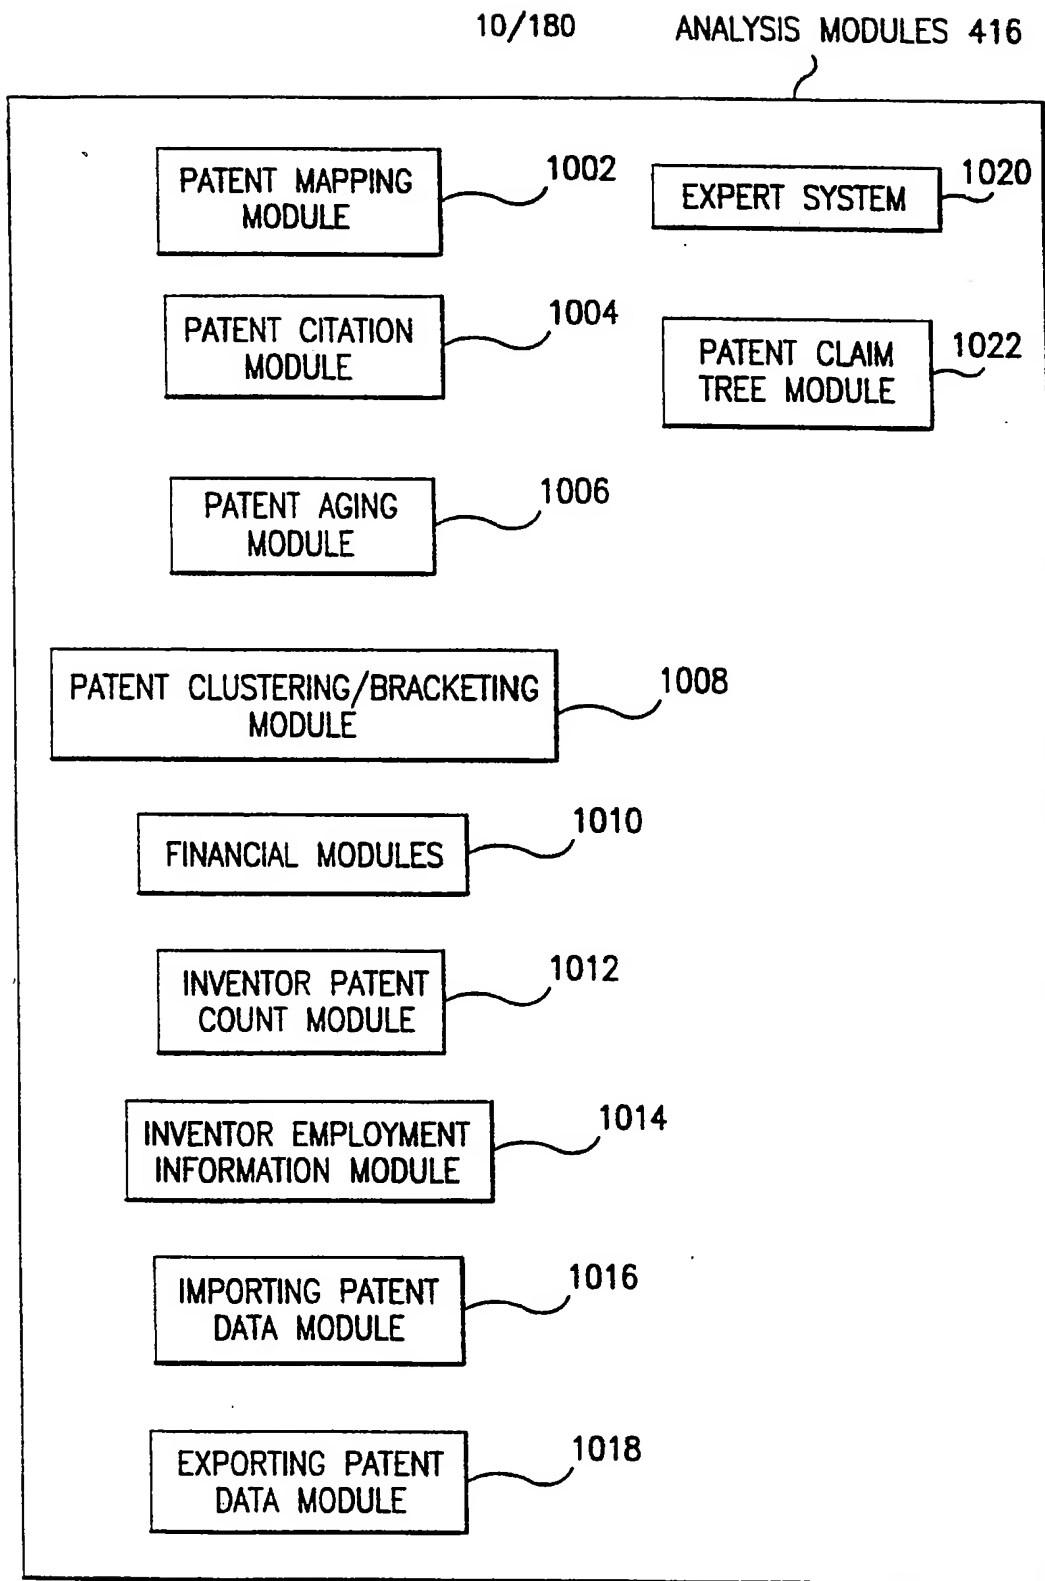 10/180
ANALYSIS MODULES 416
PATENT MAPPING
MODULE
1002
EXPERT SYSTEM
1020
PATENT CITATION
MODULE
1004
PATENT CLAIM
TREE MODULE
1022
PATENT AGING
MODULE
1006
PATENT CLUSTERING/BRACKETING
MODULE
1008
FINANCIAL MODULES
1010
INVENTOR PATENT
COUNT MODULE
1012
INVENTOR EMPLOYMENT
INFORMATION MODULE
1014
IMPORTING PATENT
DATA MODULE
1016
EXPORTING PATENT
DATA MODULE
1018